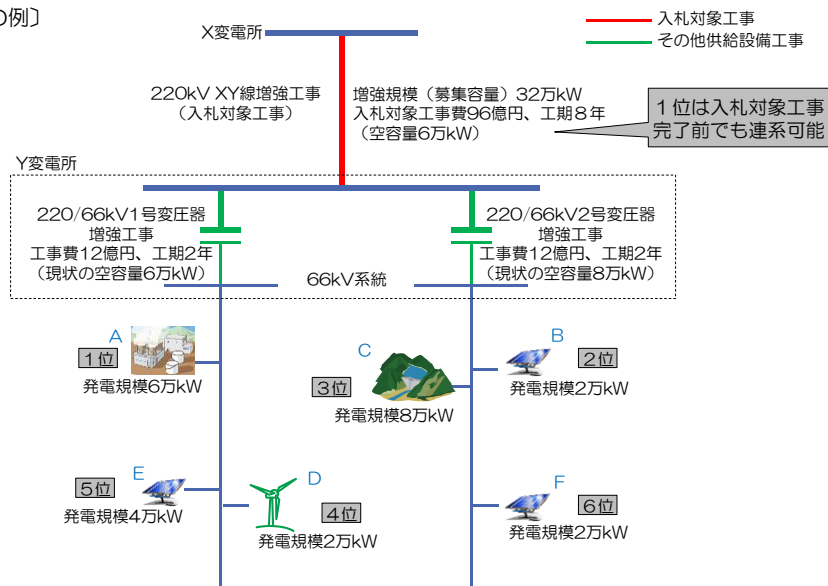 の例〕
X変電所
入札対象工事
その他供給設備工事
220kV XY線増強工事
(入札対象工事)
増強規模（募集容量）32万kW
入札対象工事費96億円、工期8年
(空容量6万kW)
1位は入札対象工事
完了前でも連系可能
Y変電所
220/66kV1号変圧器
増強工事
工事費12億円、工期2年
(現状の空容量6万kW)
220/66kV2号変圧器
増強工事
工事費12億円、工期2年
(現状の空容量8万kW)
66kV系統
A
1位
発電規模6万kW
C
3位
発電規模8万kW
B
2位
発電規模2万kW
E
5位
発電規模4万kW
D
4位
発電規模2万kW
F
6位
発電規模2万kW